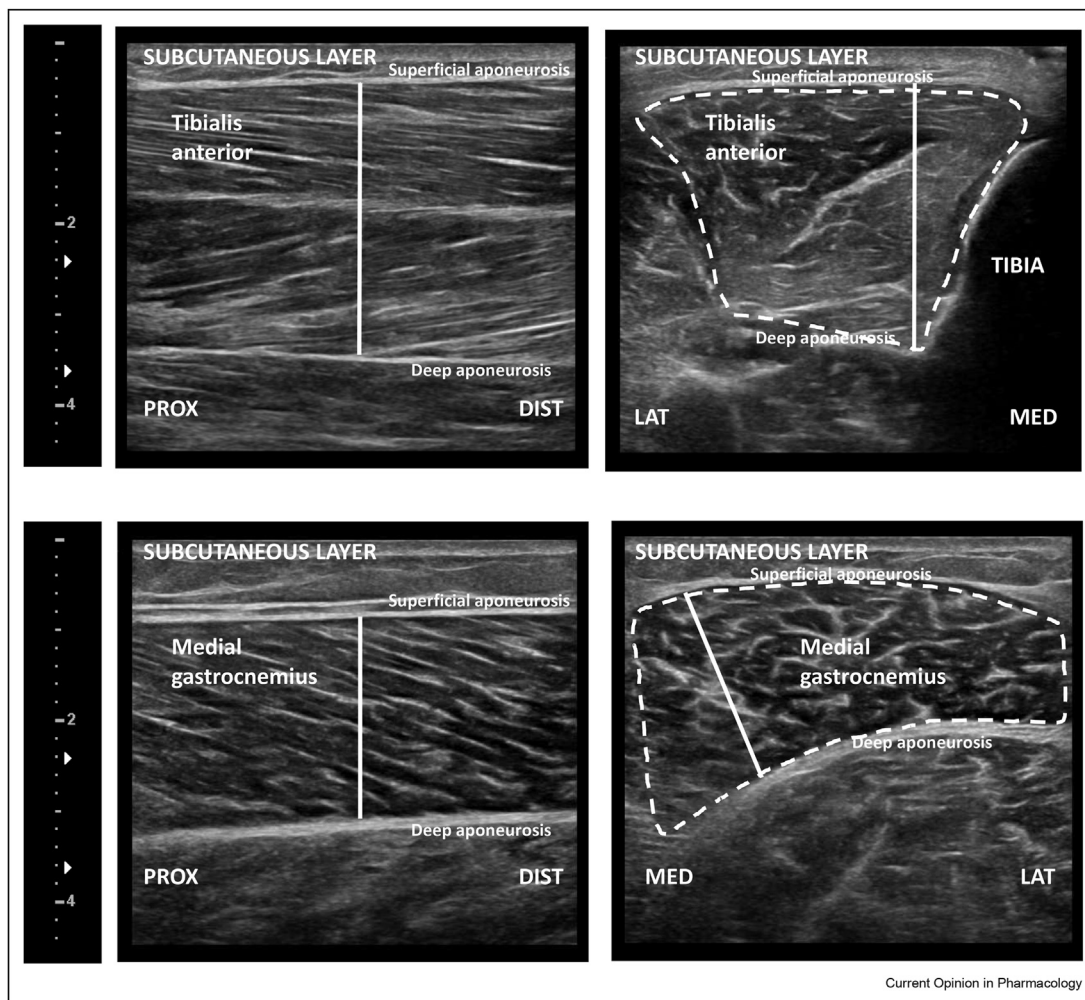 SUBCUTANEOUS LAYER
Superficial aponeurosis
Tibialis
anterior
2
Deep aponeurosis
4
PROX
DIST
SUBCUTANEOUS LAYER
Superficial aponeurosis
Tibialis
anterior
TIBIA
Deep aponeurosis
LAT
MED
SUBCUTANEOUS LAYER
Superficial aponeurosis
Medial
gastrocnemius
2
Deep aponeurosis
PROX
DIST
4
SUBCUTANEOUS LAYER
Superficial aponeurosis
Medial
gastrocnemius
Deep aponeurosis
MED
LAT
Current Opinion in Pharmacology